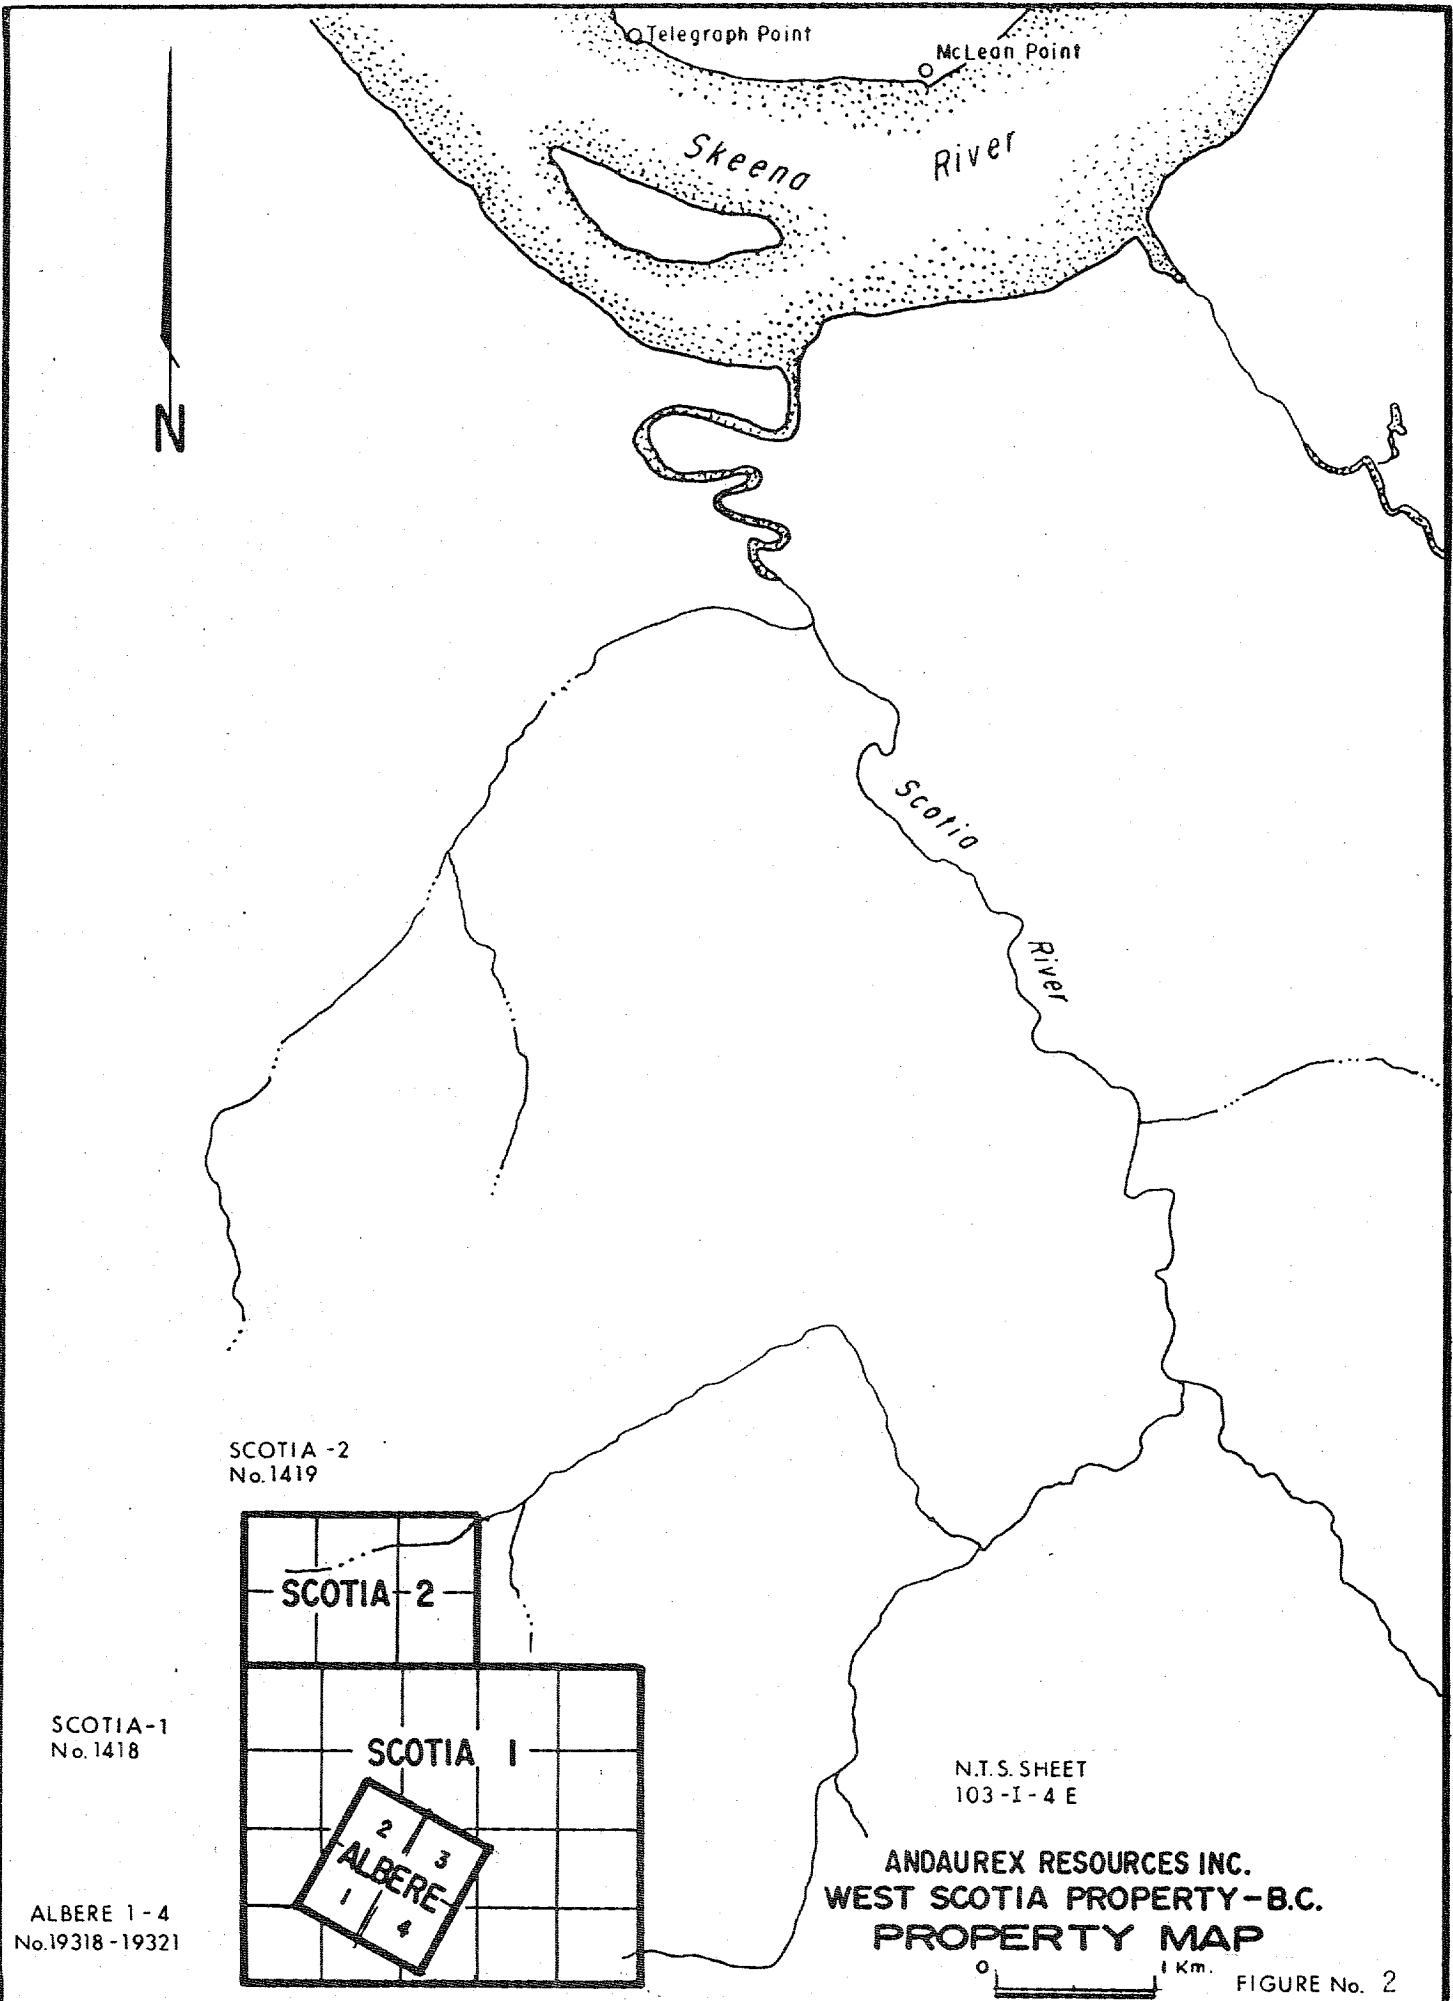 Telegraph Point
McLean Point
Skeena River
N
Scotia River
SCOTIA -2
No.1419
SCOTIA 2
SCOTIA-1
No.1418
SCOTIA 1
2
3
ALBERE
1
4
ALBERE 1-4
No.19318-19321
N.T.S. SHEET
103-I-4 E
ANDAUREX RESOURCES INC.
WEST SCOTIA PROPERTY-B.C.
PROPERTY MAP
0 1 Km.
FIGURE No. 2